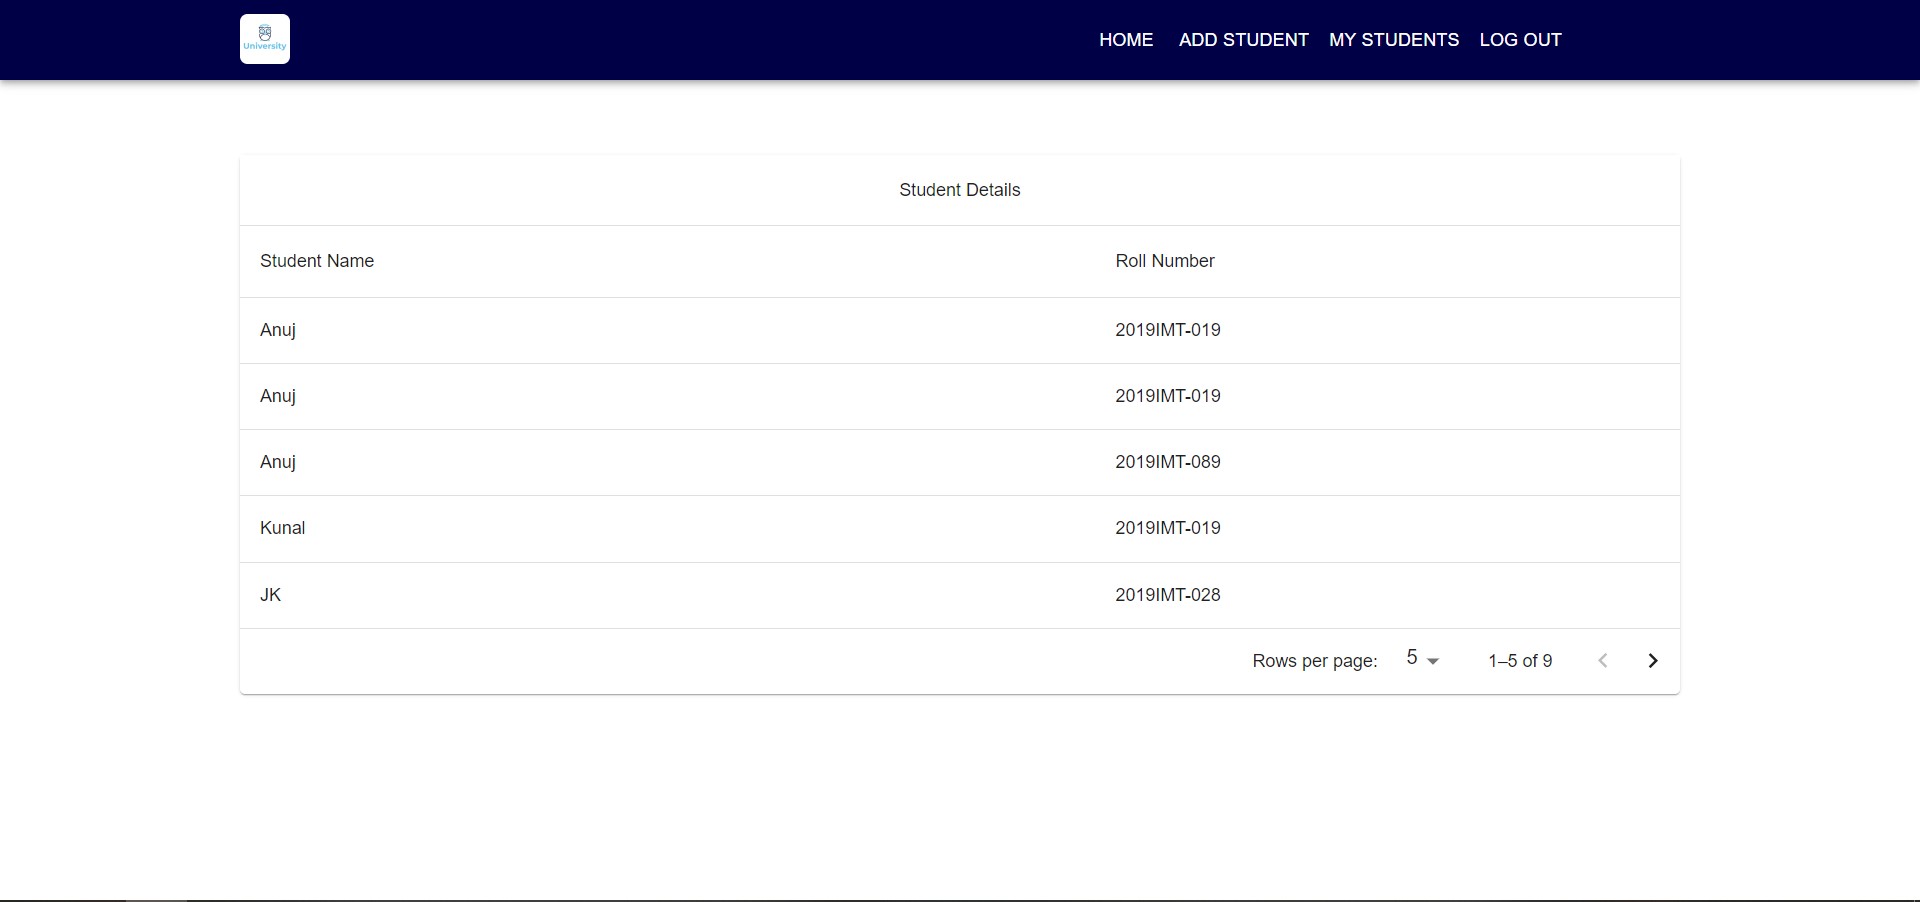 University
HOME ADD STUDENT MY STUDENTS LOG OUT
Student Details
Student Name Roll Number
Anuj 2019IMT-019
Anuj 2019IMT-019
Anuj 2019IMT-089
Kunal 2019IMT-019
JK 2019IMT-028
Rows per page: 5 1–5 of 9